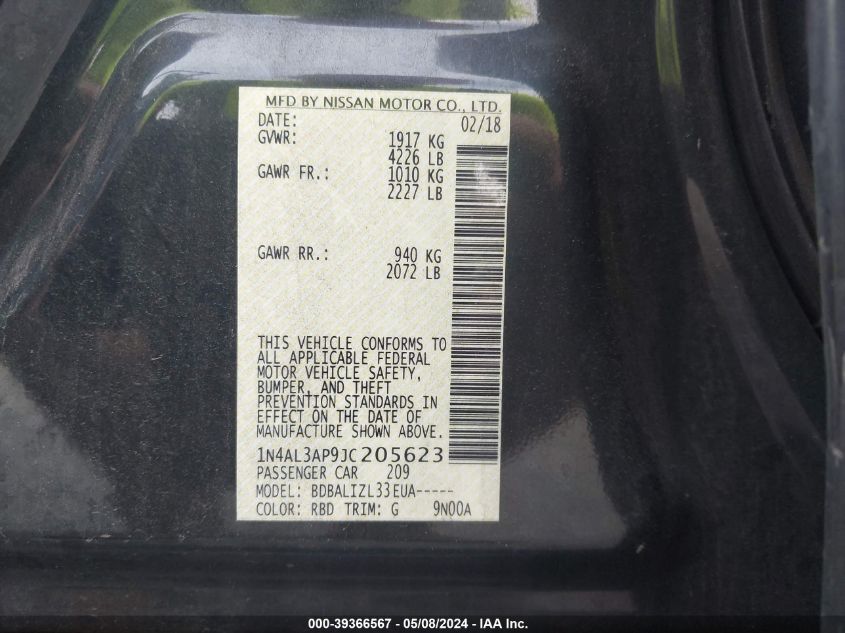 MFD BY NISSAN MOTOR CO., LTD.
DATE: 02/18
GVWR: 1917 KG
4226 LB
GAWR FR.: 1010 KG
2227 LB
GAWR RR.: 940 KG
2072 LB
THIS VEHICLE CONFORMS TO
ALL APPLICABLE FEDERAL
MOTOR VEHICLE SAFETY,
BUMPER, AND THEFT
PREVENTION STANDARDS IN
EFFECT ON THE DATE OF
MANUFACTURE SHOWN ABOVE.
1N4AL3AP9JC205623
PASSENGER CAR 209
MODEL: BDBALIZL33EUA-----
COLOR: RBD TRIM: G 9N00A
000-39366567 - 05/08/2024 - IAA Inc.